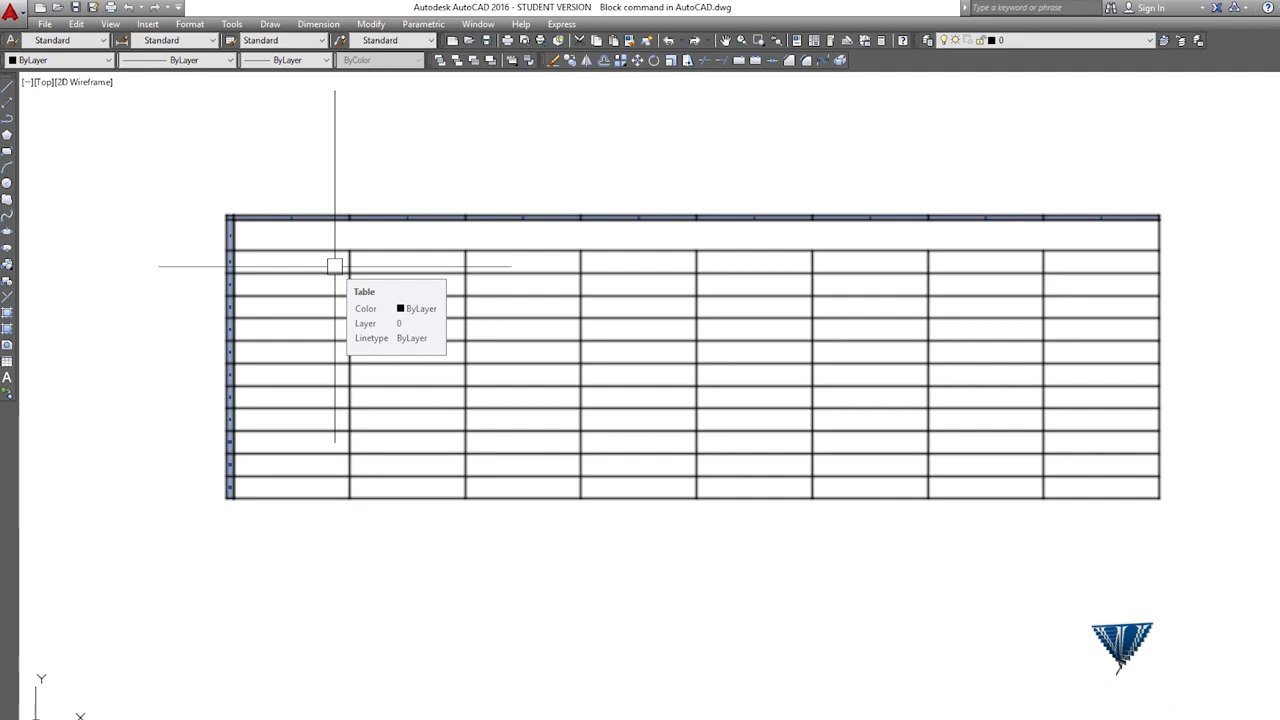 Autodesk AutoCAD 2016 - STUDENT VERSION Block command in AutoCAD.dwg
Type a keyword or phrase
Sign In
File Edit View Insert Format Tools Draw Dimension Modify Parametric Window Help Express
Standard Standard Standard Standard 0
ByLayer ByLayer ByLayer ByColor
[−][Top][2D Wireframe]
Table
Color ByLayer
Layer 0
Linetype ByLayer
Y
X